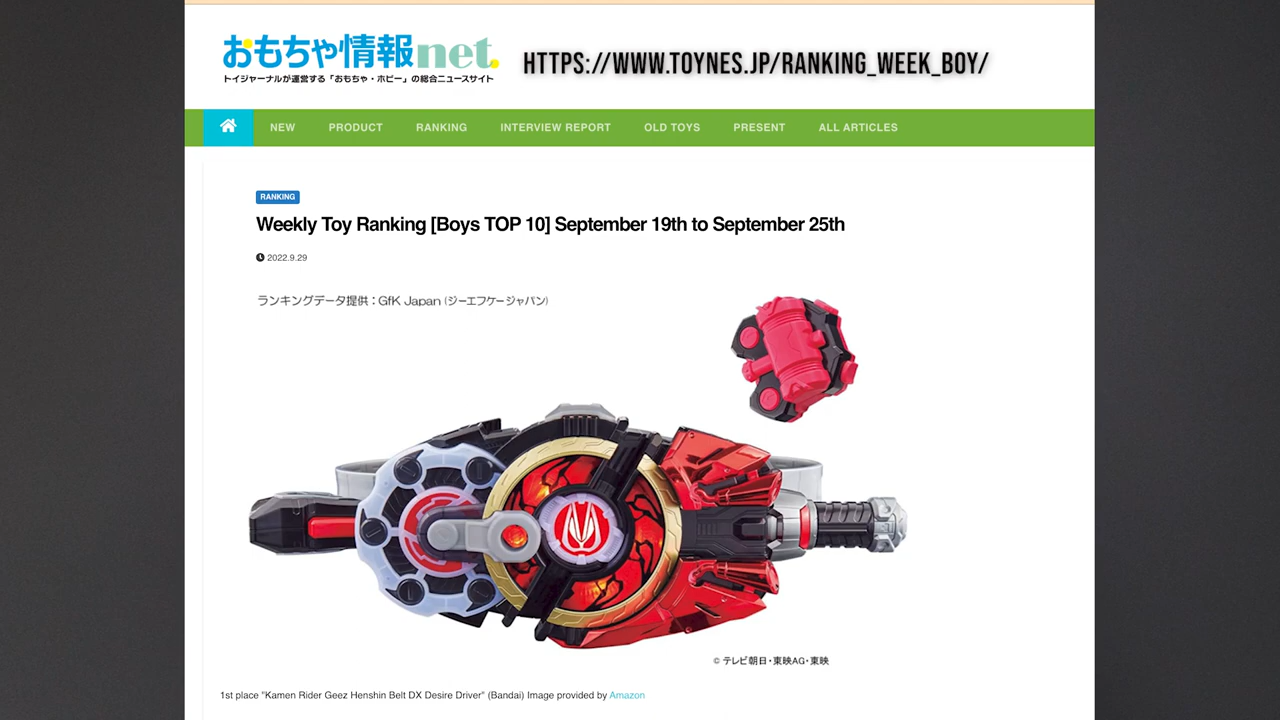 おもちゃ情報net.
トイジャーナルが運営する「おもちゃ・ホビー」の総合ニュースサイト
HTTPS://WWW.TOYNES.JP/RANKING_WEEK_BOY/
NEW PRODUCT RANKING INTERVIEW REPORT OLD TOYS PRESENT ALL ARTICLES
RANKING
Weekly Toy Ranking [Boys TOP 10] September 19th to September 25th
2022.9.29
ランキングデータ提供：GfK Japan (ジーエフケージャパン)
© テレビ朝日・東映AG・東映
1st place "Kamen Rider Geez Henshin Belt DX Desire Driver" (Bandai) Image provided by Amazon